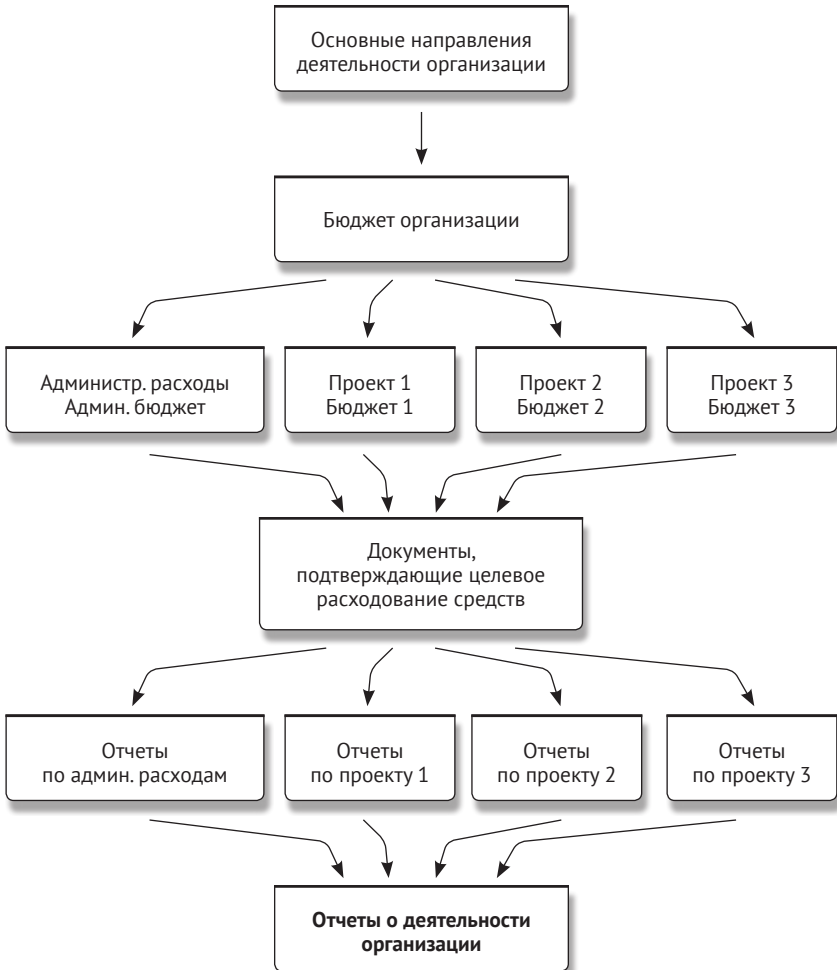 Основные направления
деятельности организации
Бюджет организации
Администр. расходы
Админ. бюджет
Проект 1
Бюджет 1
Проект 2
Бюджет 2
Проект 3
Бюджет 3
Документы,
подтверждающие целевое
расходование средств
Отчеты
по админ. расходам
Отчеты
по проекту 1
Отчеты
по проекту 2
Отчеты
по проекту 3
Отчеты о деятельности
организации